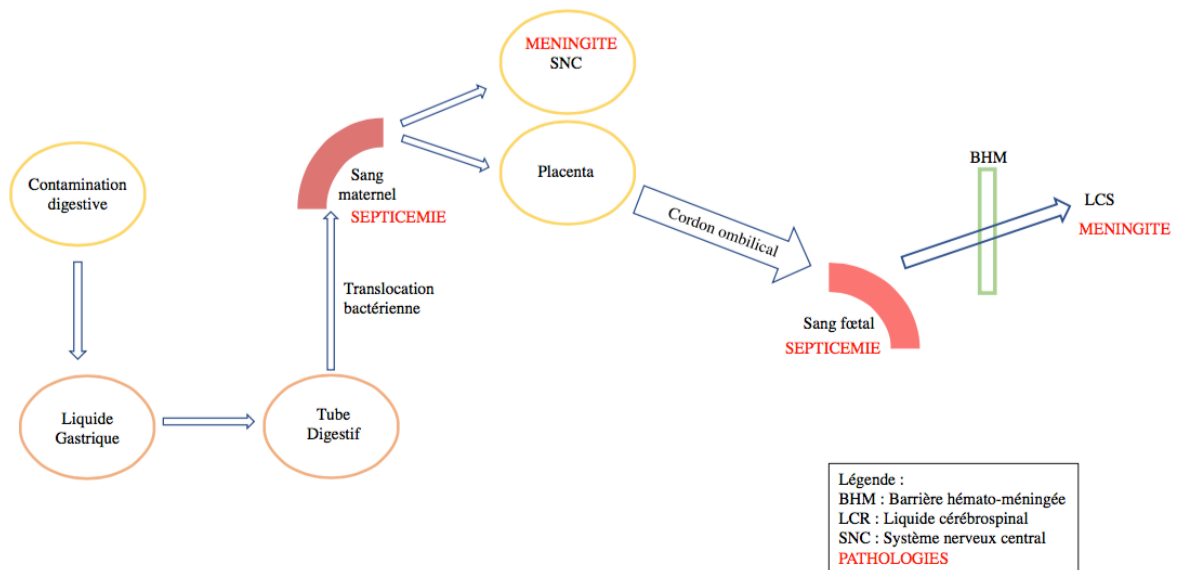 Contamination
digestive
Liquide
Gastrique
Tube
Digestif
Translocation
bactérienne
Sang
maternel
SEPTICEMIE
MENINGITE
SNC
Placenta
Cordon ombilical
Sang fœtal
SEPTICEMIE
BHM
LCS
MENINGITE
Légende :
BHM : Barrière hémato-méningée
LCR : Liquide cérébrospinal
SNC : Système nerveux central
PATHOLOGIES